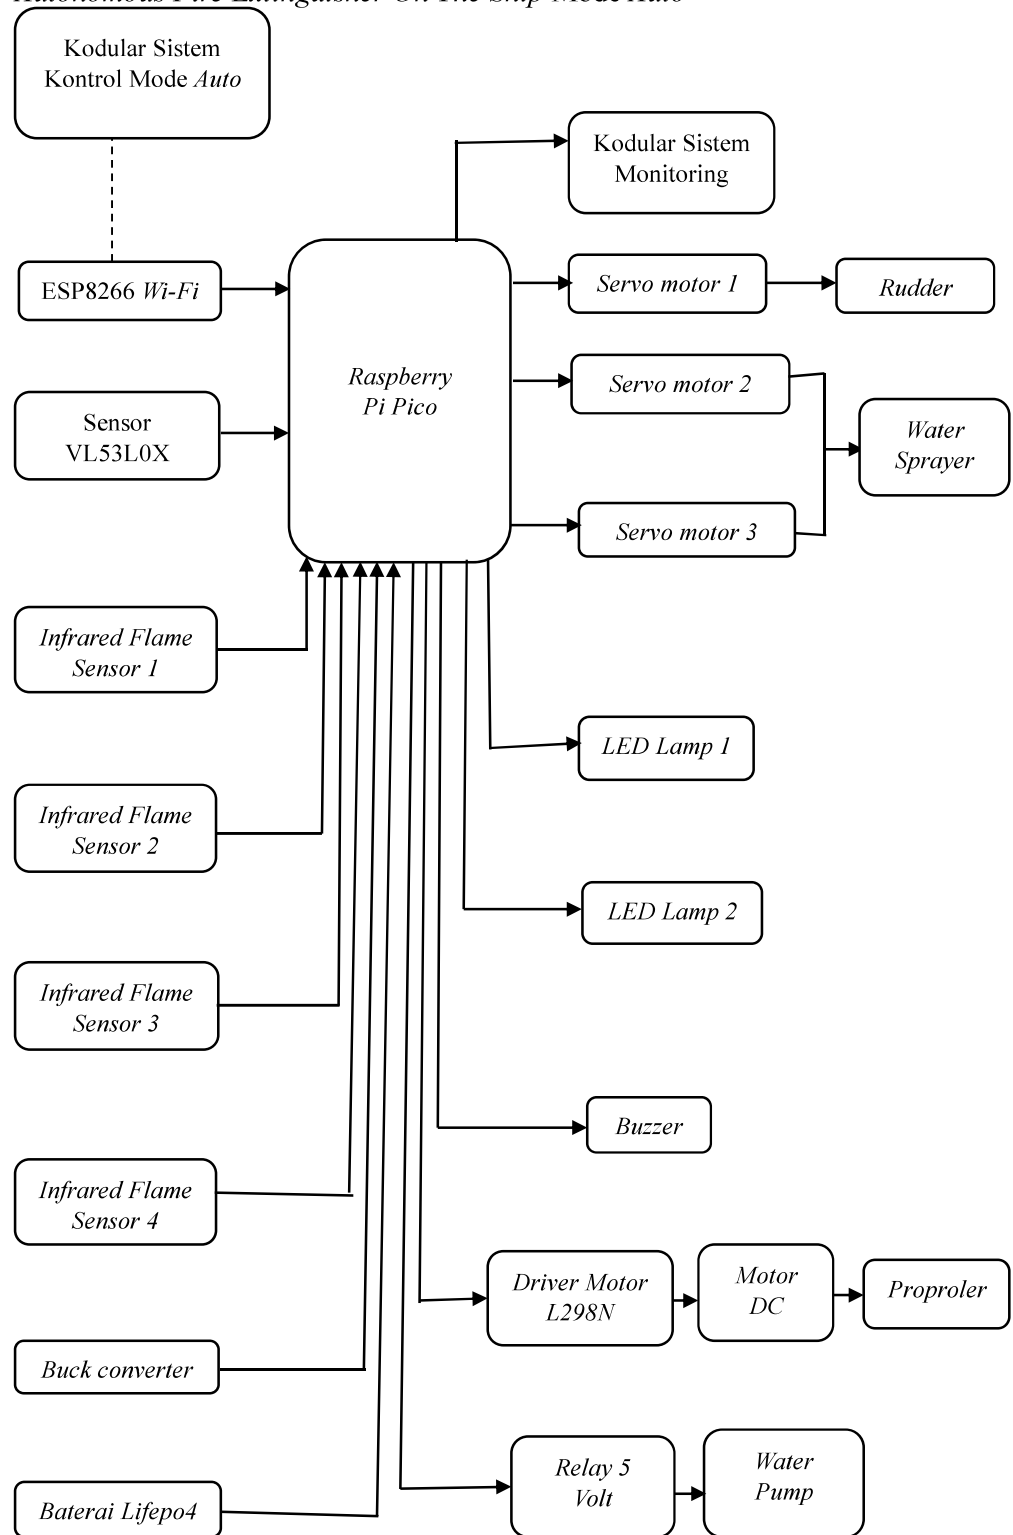 Autonomous Fire Extinguisher On The Ship Mode Auto
Kodular Sistem
Kontrol Mode Auto
Kodular Sistem
Monitoring
ESP8266 Wi-Fi
Servo motor 1
Rudder
Raspberry
Pi Pico
Servo motor 2
Sensor
VL53L0X
Water
Sprayer
Servo motor 3
Infrared Flame
Sensor 1
LED Lamp 1
Infrared Flame
Sensor 2
LED Lamp 2
Infrared Flame
Sensor 3
Buzzer
Infrared Flame
Sensor 4
Driver Motor
L298N
Motor
DC
Proproler
Buck converter
Relay 5
Volt
Water
Pump
Baterai Lifepo4